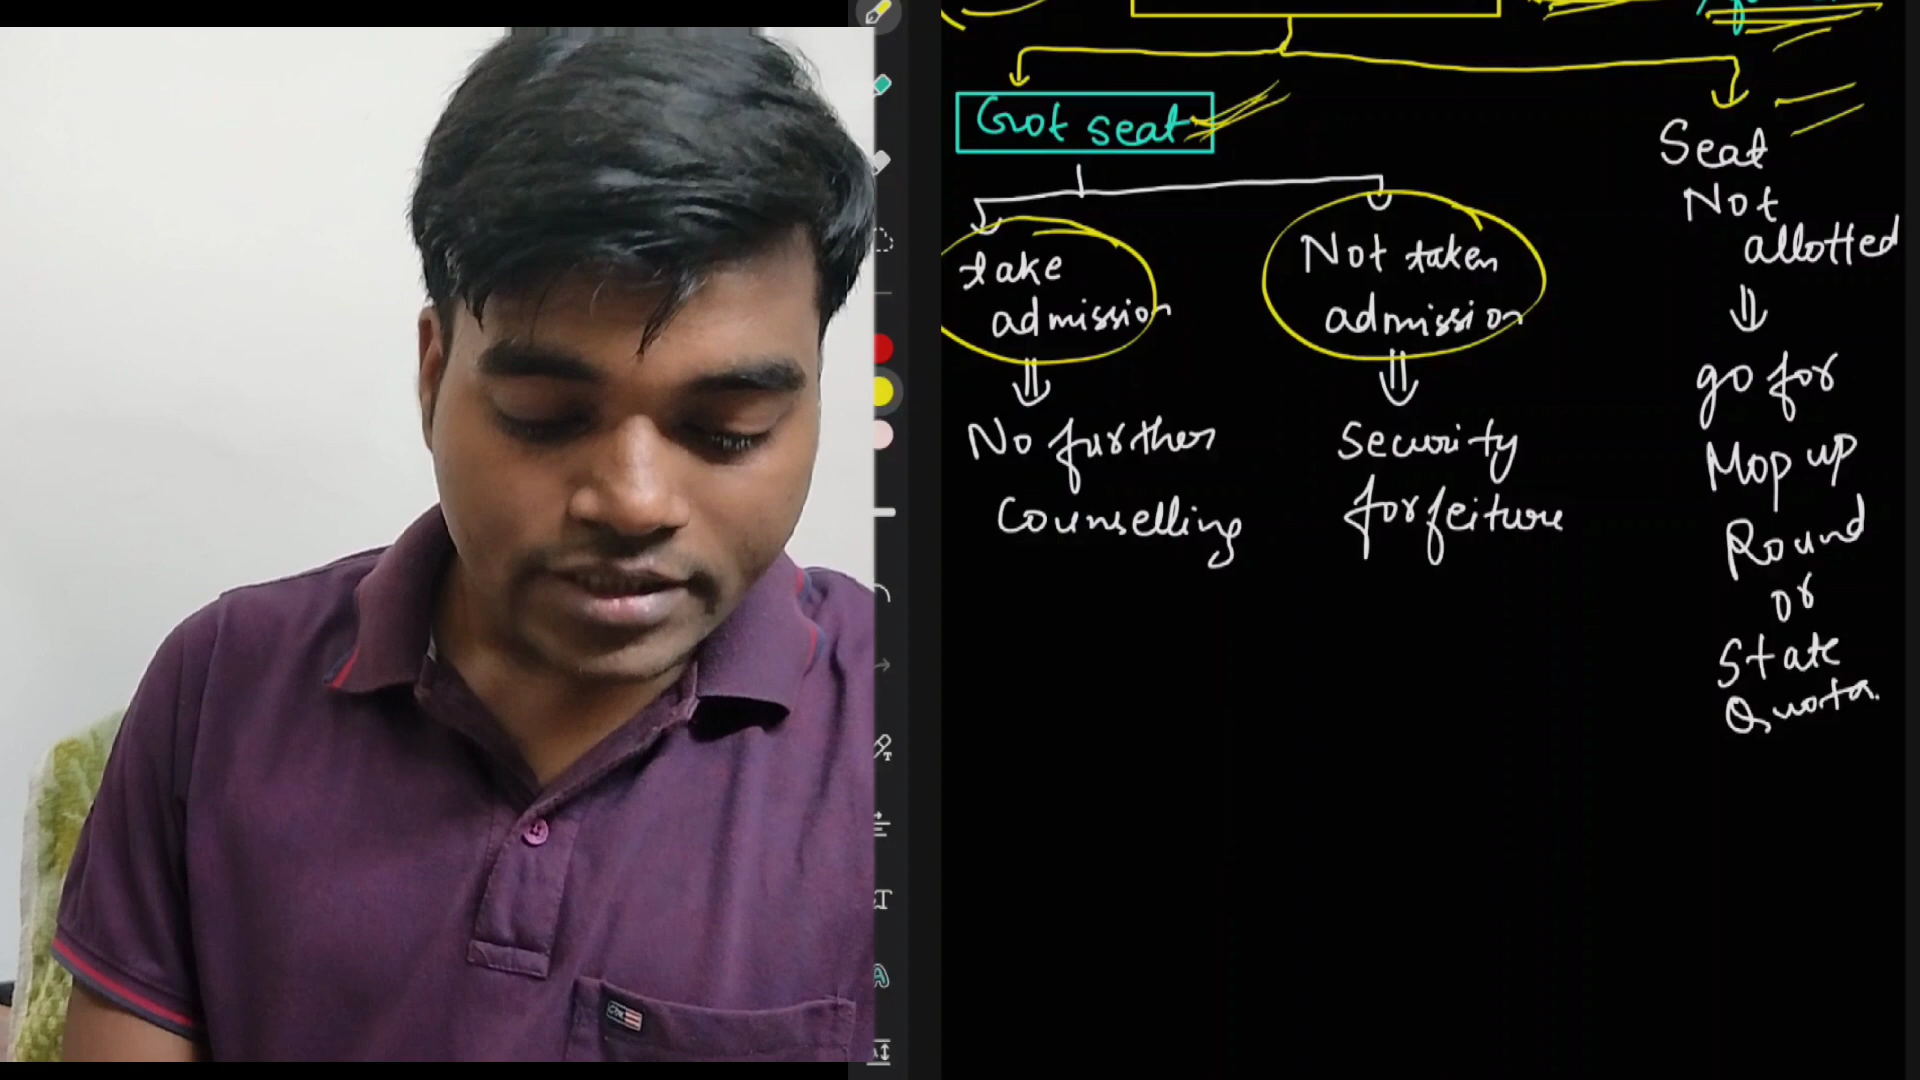 Got seat
take
admission
No further
Counselling
Not taken
admission
Security
forfeiture
Seat
Not
allotted
go for
Mop up
Round
or
State
Quota.